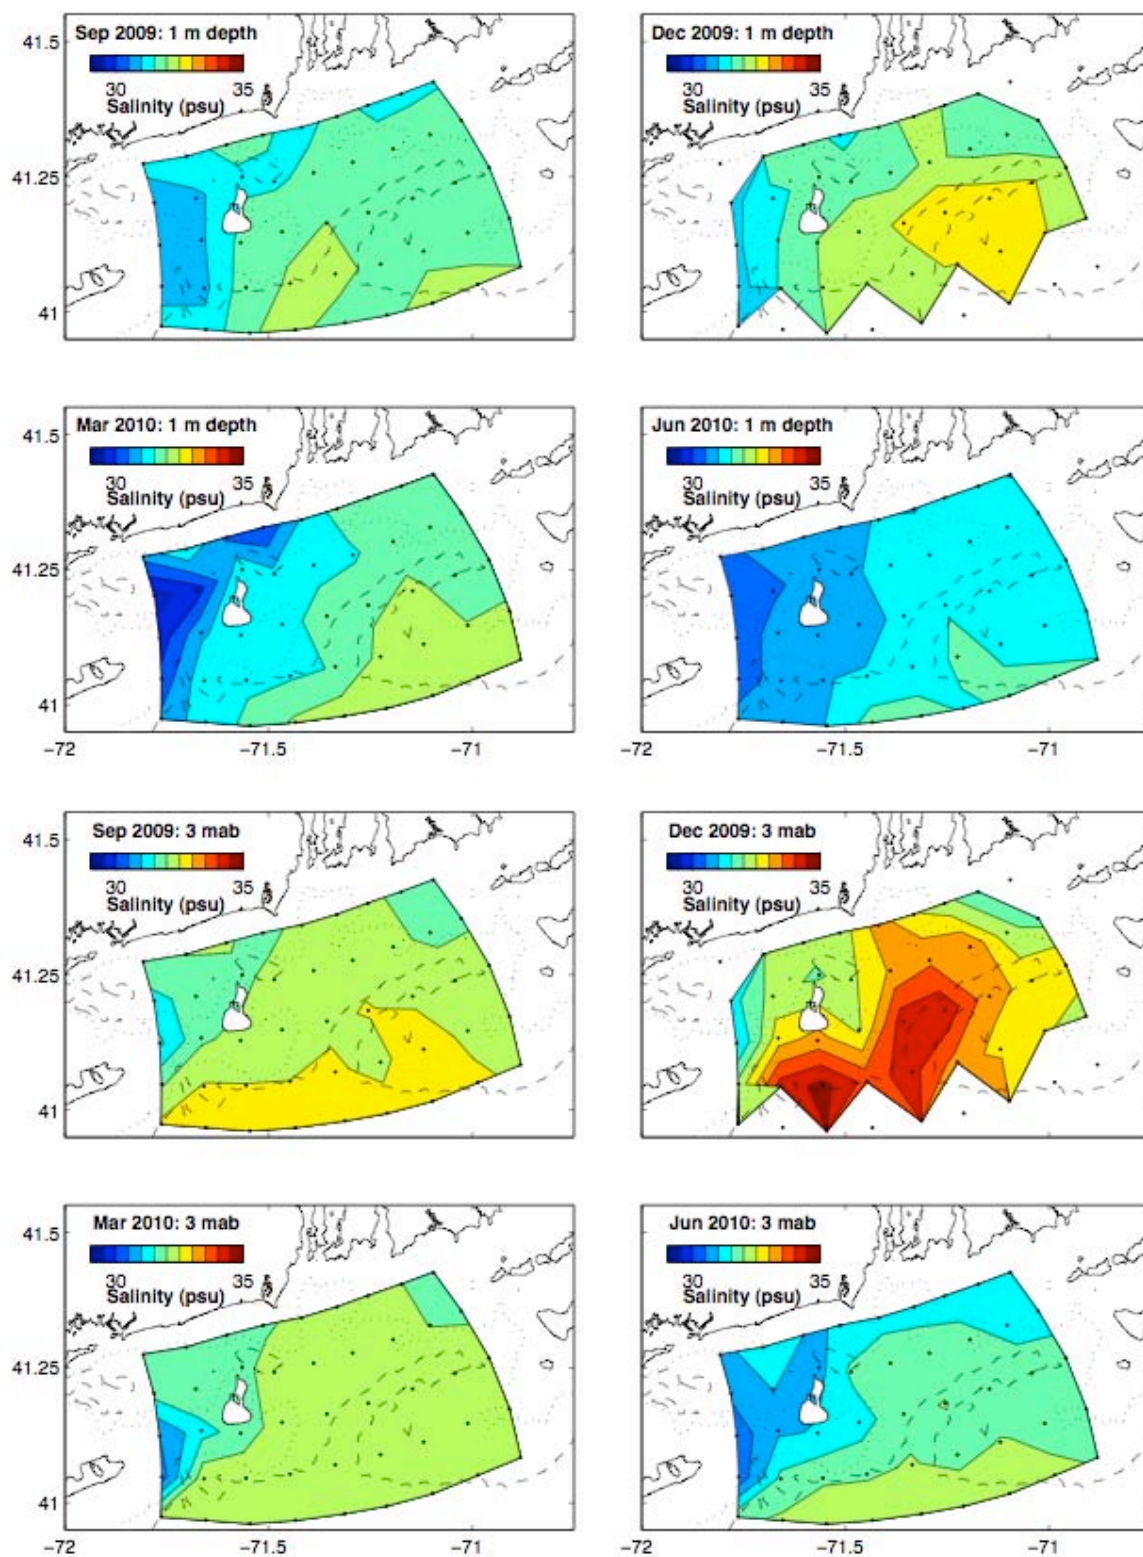 Sep 2009: 1 m depth
30 35
Salinity (psu)
41.5
41.25
41
Dec 2009: 1 m depth
30 35
Salinity (psu)
Mar 2010: 1 m depth
30 35
Salinity (psu)
41.5
41.25
41
−72 −71.5 −71
Jun 2010: 1 m depth
30 35
Salinity (psu)
−72 −71.5 −71
Sep 2009: 3 mab
30 35
Salinity (psu)
41.5
41.25
41
Dec 2009: 3 mab
30 35
Salinity (psu)
Mar 2010: 3 mab
30 35
Salinity (psu)
41.5
41.25
41
−72 −71.5 −71
Jun 2010: 3 mab
30 35
Salinity (psu)
−72 −71.5 −71